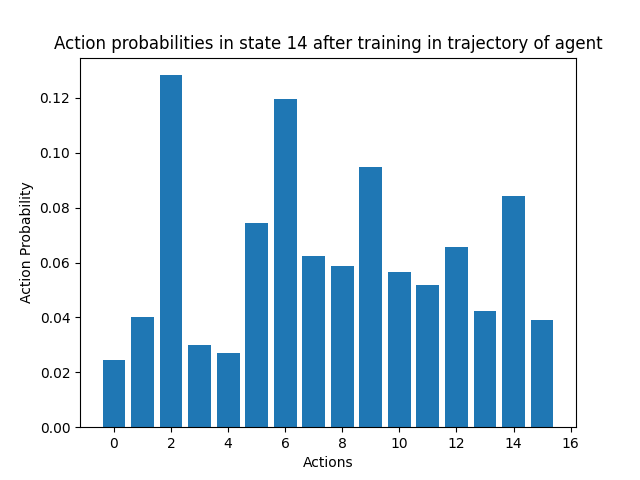 Action probabilities in state 14 after training in trajectory of agent
0.12
0.10
0.08
0.06
0.04
0.02
0.00
Action Probability
0 2 4 6 8 10 12 14 16
Actions